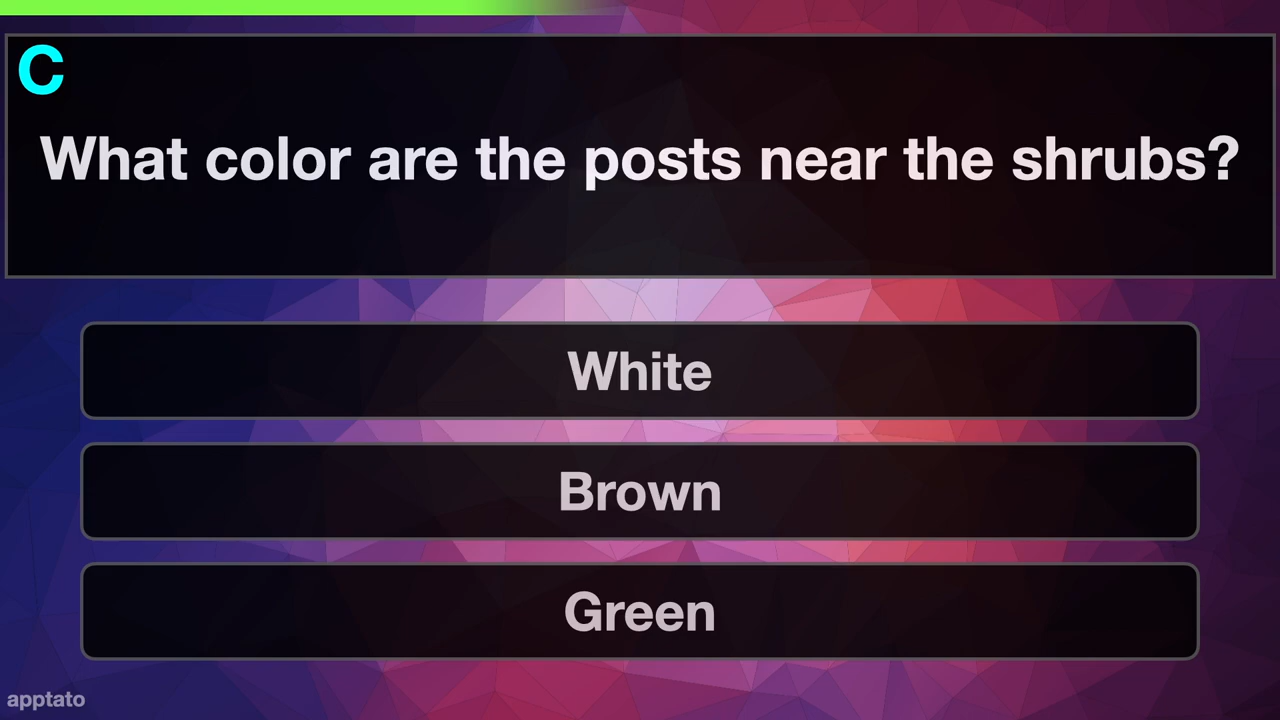 C
What color are the posts near the shrubs?
White
Brown
Green
apptato